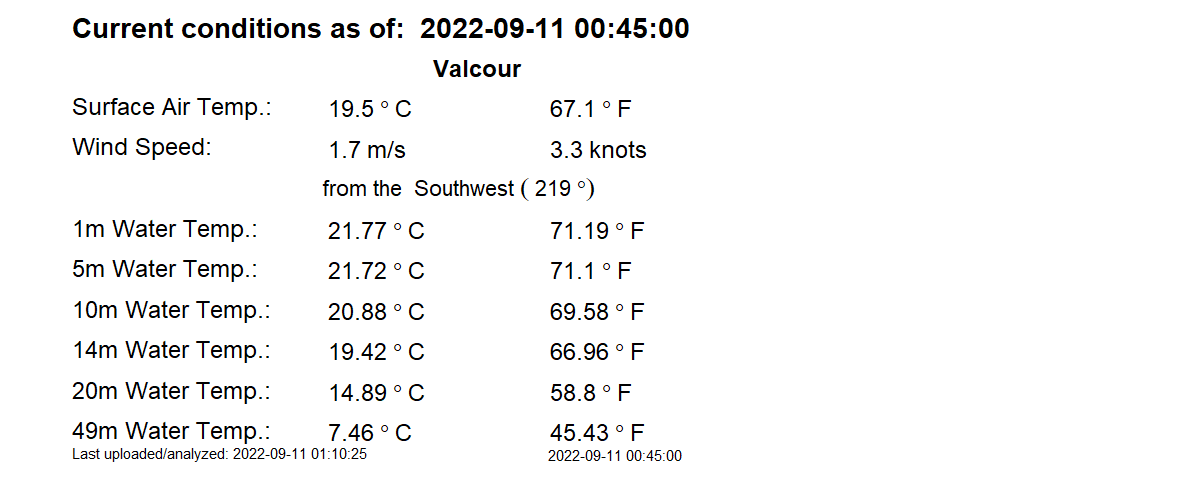 Current conditions as of:  2022-09-11 00:45:00
Valcour
Surface Air Temp.: 19.5 ° C 67.1 ° F
Wind Speed: 1.7 m/s 3.3 knots
from the  Southwest ( 219 °)
1m Water Temp.: 21.77 ° C 71.19 ° F
5m Water Temp.: 21.72 ° C 71.1 ° F
10m Water Temp.: 20.88 ° C 69.58 ° F
14m Water Temp.: 19.42 ° C 66.96 ° F
20m Water Temp.: 14.89 ° C 58.8 ° F
49m Water Temp.: 7.46 ° C 45.43 ° F
Last uploaded/analyzed: 2022-09-11 01:10:25 2022-09-11 00:45:00